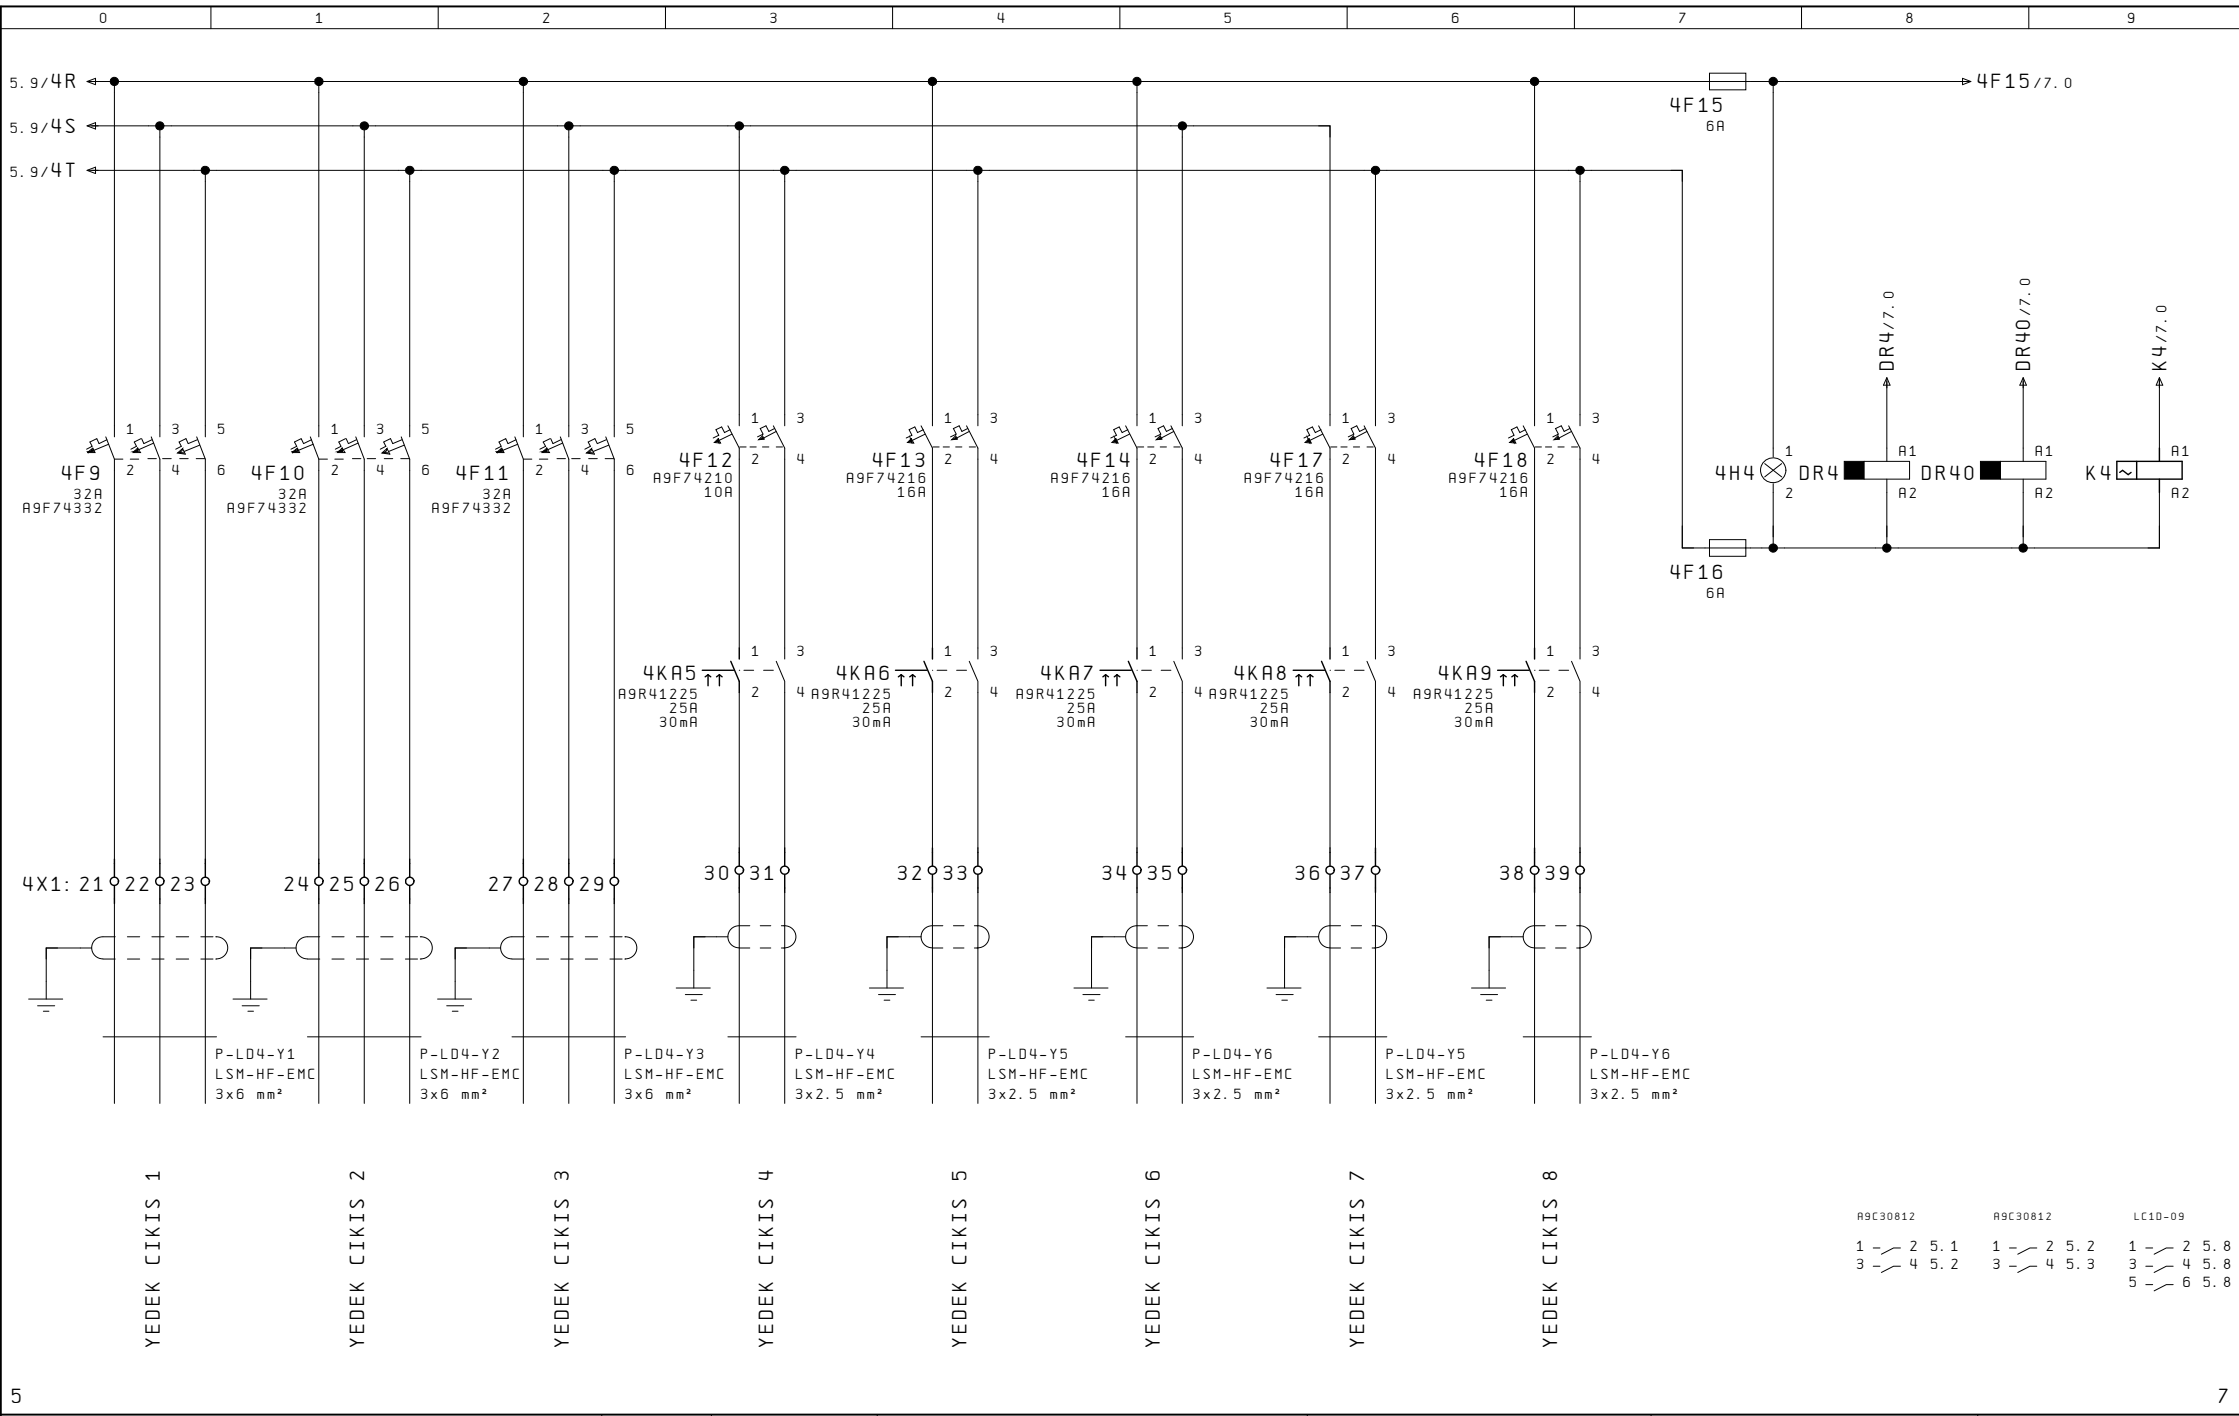 0 1 2 3 4 5 6 7 8 9
5.9/4R
4F15/7.0
4F15
6A
5.9/4S
5.9/4T
DR4/7.0
DR40/7.0
K4/7.0
1 3 5
2 4 6
4F9
32A
A9F74332
1 3 5
2 4 6
4F10
32A
A9F74332
1 3 5
2 4 6
4F11
32A
A9F74332
1 3
2 4
4F12
A9F74210
10A
1 3
2 4
4F13
A9F74216
16A
1 3
2 4
4F14
A9F74216
16A
1 3
2 4
4F17
A9F74216
16A
1 3
2 4
4F18
A9F74216
16A
4H4
1
2
DR4
A1
A2
DR40
A1
A2
K4
~
A1
A2
4F16
6A
4KA5
1 3
2 4
A9R41225
25A
30mA
4KA6
1 3
2 4
A9R41225
25A
30mA
4KA7
1 3
2 4
A9R41225
25A
30mA
4KA8
1 3
2 4
A9R41225
25A
30mA
4KA9
1 3
2 4
A9R41225
25A
30mA
4X1: 21 22 23 24 25 26 27 28 29 30 31 32 33 34 35 36 37 38 39
P-LD4-Y1
LSM-HF-EMC
3x6 mm²
P-LD4-Y2
LSM-HF-EMC
3x6 mm²
P-LD4-Y3
LSM-HF-EMC
3x6 mm²
P-LD4-Y4
LSM-HF-EMC
3x2.5 mm²
P-LD4-Y5
LSM-HF-EMC
3x2.5 mm²
P-LD4-Y6
LSM-HF-EMC
3x2.5 mm²
P-LD4-Y5
LSM-HF-EMC
3x2.5 mm²
P-LD4-Y6
LSM-HF-EMC
3x2.5 mm²
YEDEK CIKIS 1
YEDEK CIKIS 2
YEDEK CIKIS 3
YEDEK CIKIS 4
YEDEK CIKIS 5
YEDEK CIKIS 6
YEDEK CIKIS 7
YEDEK CIKIS 8
A9C30812
1 2 5.1
3 4 5.2
A9C30812
1 2 5.2
3 4 5.3
LC1D-09
1 2 5.8
3 4 5.8
5 6 5.8
5
7